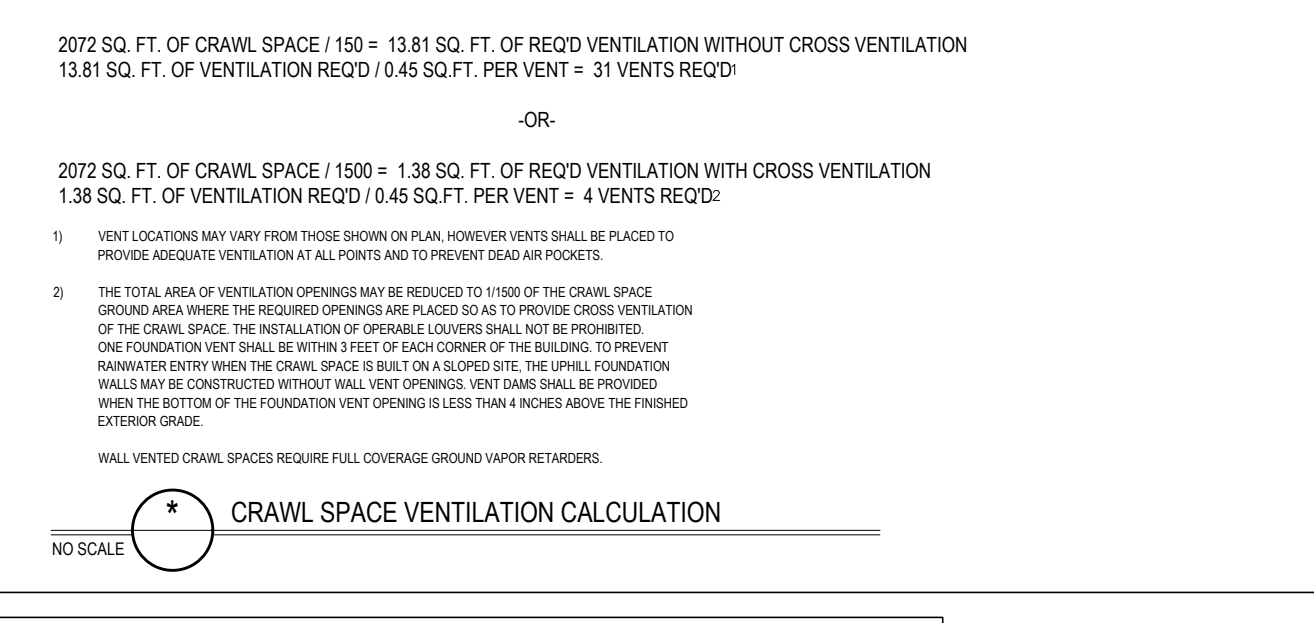 2072 SQ. FT. OF CRAWL SPACE / 150 = 13.81 SQ. FT. OF REQ'D VENTILATION WITHOUT CROSS VENTILATION
13.81 SQ. FT. OF VENTILATION REQ'D / 0.45 SQ.FT. PER VENT = 31 VENTS REQ'D1
-OR-
2072 SQ. FT. OF CRAWL SPACE / 1500 = 1.38 SQ. FT. OF REQ'D VENTILATION WITH CROSS VENTILATION
1.38 SQ. FT. OF VENTILATION REQ'D / 0.45 SQ.FT. PER VENT = 4 VENTS REQ'D2
1) VENT LOCATIONS MAY VARY FROM THOSE SHOWN ON PLAN, HOWEVER VENTS SHALL BE PLACED TO
PROVIDE ADEQUATE VENTILATION AT ALL POINTS AND TO PREVENT DEAD AIR POCKETS.
2) THE TOTAL AREA OF VENTILATION OPENINGS MAY BE REDUCED TO 1/1500 OF THE CRAWL SPACE
GROUND AREA WHERE THE REQUIRED OPENINGS ARE PLACED SO AS TO PROVIDE CROSS VENTILATION
OF THE CRAWL SPACE. THE INSTALLATION OF OPERABLE LOUVERS SHALL NOT BE PROHIBITED.
ONE FOUNDATION VENT SHALL BE WITHIN 3 FEET OF EACH CORNER OF THE BUILDING. TO PREVENT
RAINWATER ENTRY WHEN THE CRAWL SPACE IS BUILT ON A SLOPED SITE, THE UPHILL FOUNDATION
WALLS MAY BE CONSTRUCTED WITHOUT WALL VENT OPENINGS. VENT DAMS SHALL BE PROVIDED
WHEN THE BOTTOM OF THE FOUNDATION VENT OPENING IS LESS THAN 4 INCHES ABOVE THE FINISHED
EXTERIOR GRADE.
WALL VENTED CRAWL SPACES REQUIRE FULL COVERAGE GROUND VAPOR RETARDERS.
* CRAWL SPACE VENTILATION CALCULATION
NO SCALE